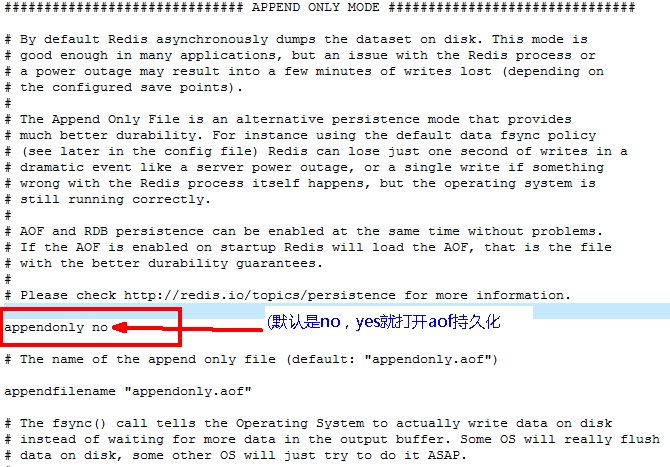 ############################## APPEND ONLY MODE ###############################
# By default Redis asynchronously dumps the dataset on disk. This mode is
# good enough in many applications, but an issue with the Redis process or
# a power outage may result into a few minutes of writes lost (depending on
# the configured save points).
#
# The Append Only File is an alternative persistence mode that provides
# much better durability. For instance using the default data fsync policy
# (see later in the config file) Redis can lose just one second of writes in a
# dramatic event like a server power outage, or a single write if something
# wrong with the Redis process itself happens, but the operating system is
# still running correctly.
#
# AOF and RDB persistence can be enabled at the same time without problems.
# If the AOF is enabled on startup Redis will load the AOF, that is the file
# with the better durability guarantees.
#
# Please check http://redis.io/topics/persistence for more information.
appendonly no (默认是no，yes就打开aof持久化
# The name of the append only file (default: "appendonly.aof")
appendfilename "appendonly.aof"
# The fsync() call tells the Operating System to actually write data on disk
# instead of waiting for more data in the output buffer. Some OS will really flush
# data on disk, some other OS will just try to do it ASAP.
#